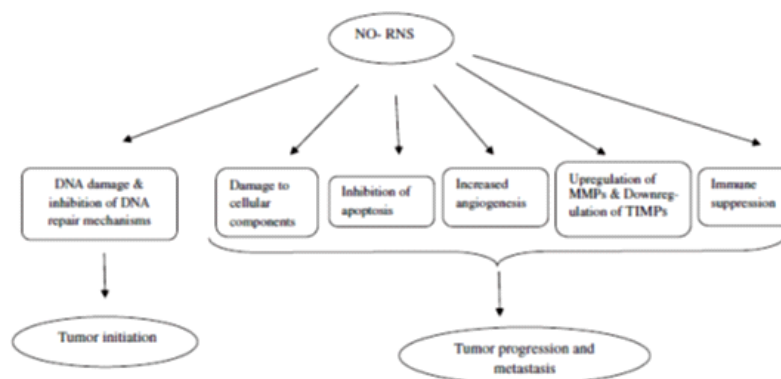 NO- RNS
DNA damage &
inhibition of DNA
repair mechanisms
Damage to
cellular
components
Inhibition of
apoptosis
Increased
angiogenesis
Upregulation of
MMPs & Downreg-
ulation of TIMPs
Immune
suppression
Tumor initiation
Tumor progression and
metastasis